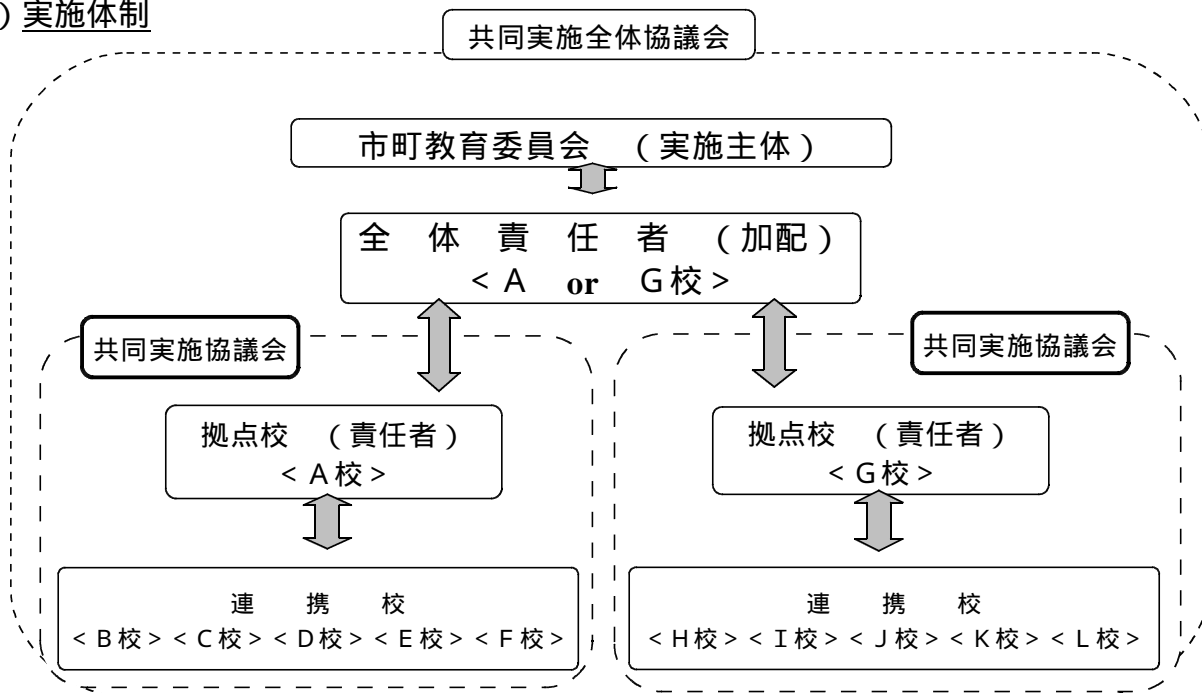 ) 実施体制
共同実施全体協議会
市町教育委員会 （実施主体）
全 体 責 任 者 （加配）
＜Ａ or Ｇ校＞
共同実施協議会
共同実施協議会
拠点校 （責任者）
＜Ａ校＞
拠点校 （責任者）
＜Ｇ校＞
連 携 校
＜Ｂ校＞＜Ｃ校＞＜Ｄ校＞＜Ｅ校＞＜Ｆ校＞
連 携 校
＜Ｈ校＞＜Ｉ校＞＜Ｊ校＞＜Ｋ校＞＜Ｌ校＞